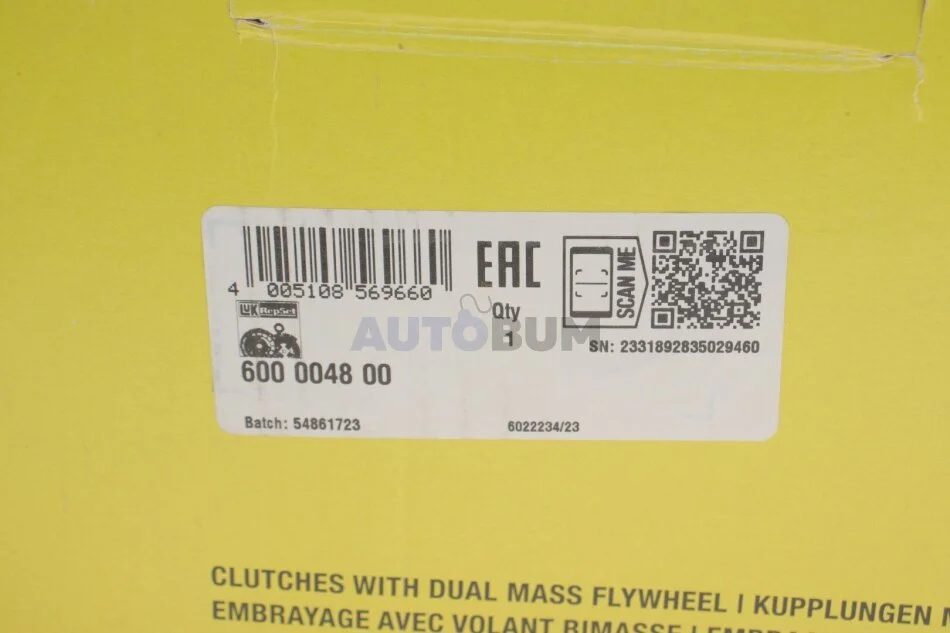 4 005108 569660
EAC
SCAN ME
LuK RepSet
Qty
1
AUTOBUM
SN: 2331892835029460
600 0048 00
Batch: 54861723
6022234/23
CLUTCHES WITH DUAL MASS FLYWHEEL | KUPPLUNGEN
EMBRAYAGE AVEC VOLANT BIMASSE |